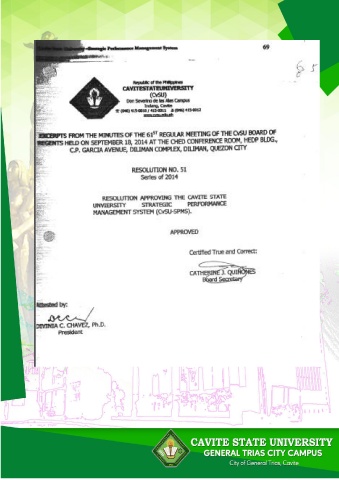 Cavite State University-Strategic Performance Management System 69
Republic of the Philippines
CAVITE STATE UNIVERSITY
(CvSU)
Don Severino de las Alas Campus
Indang, Cavite
www.cvsu.edu.ph
EXCERPTS FROM THE MINUTES OF THE 61ST REGULAR MEETING OF THE CvSU BOARD OF
REGENTS HELD ON SEPTEMBER 18, 2014 AT THE CHED CONFERENCE ROOM, HEDP BLDG.,
C.P. GARCIA AVENUE, DILIMAN COMPLEX, DILIMAN, QUEZON CITY
RESOLUTION NO. 51
Series of 2014
RESOLUTION APPROVING THE CAVITE STATE
UNIVERSITY STRATEGIC PERFORMANCE
MANAGEMENT SYSTEM (CvSU-SPMS).
APPROVED
Certified True and Correct:
CATHERINE J. QUIÑONES
Board Secretary
Attested by:
DIVINIA C. CHAVEZ, Ph.D.
President
CAVITE STATE UNIVERSITY
GENERAL TRIAS CITY CAMPUS
City of General Trias, Cavite